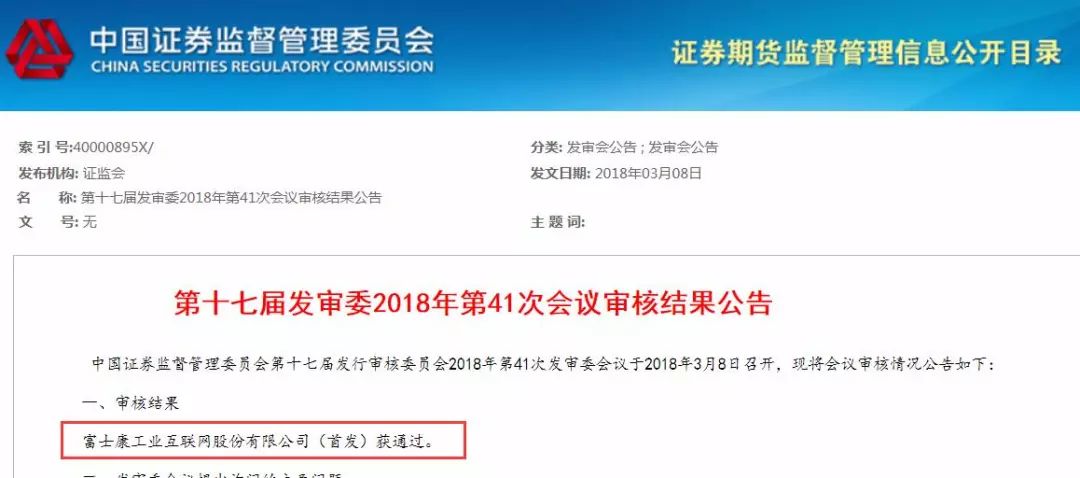 中国证券监督管理委员会
CHINA SECURITIES REGULATORY COMMISSION
证券期货监督管理信息公开目录
索 引 号:40000895X/
分类: 发审会公告 ; 发审会公告
发布机构: 证监会
发文日期: 2018年03月08日
名 称: 第十七届发审委2018年第41次会议审核结果公告
文 号: 无
主 题 词:
第十七届发审委2018年第41次会议审核结果公告
中国证券监督管理委员会第十七届发行审核委员会2018年第41次发审委会议于2018年3月8日召开，现将会议审核情况公告如下：
一、审核结果
富士康工业互联网股份有限公司（首发）获通过。